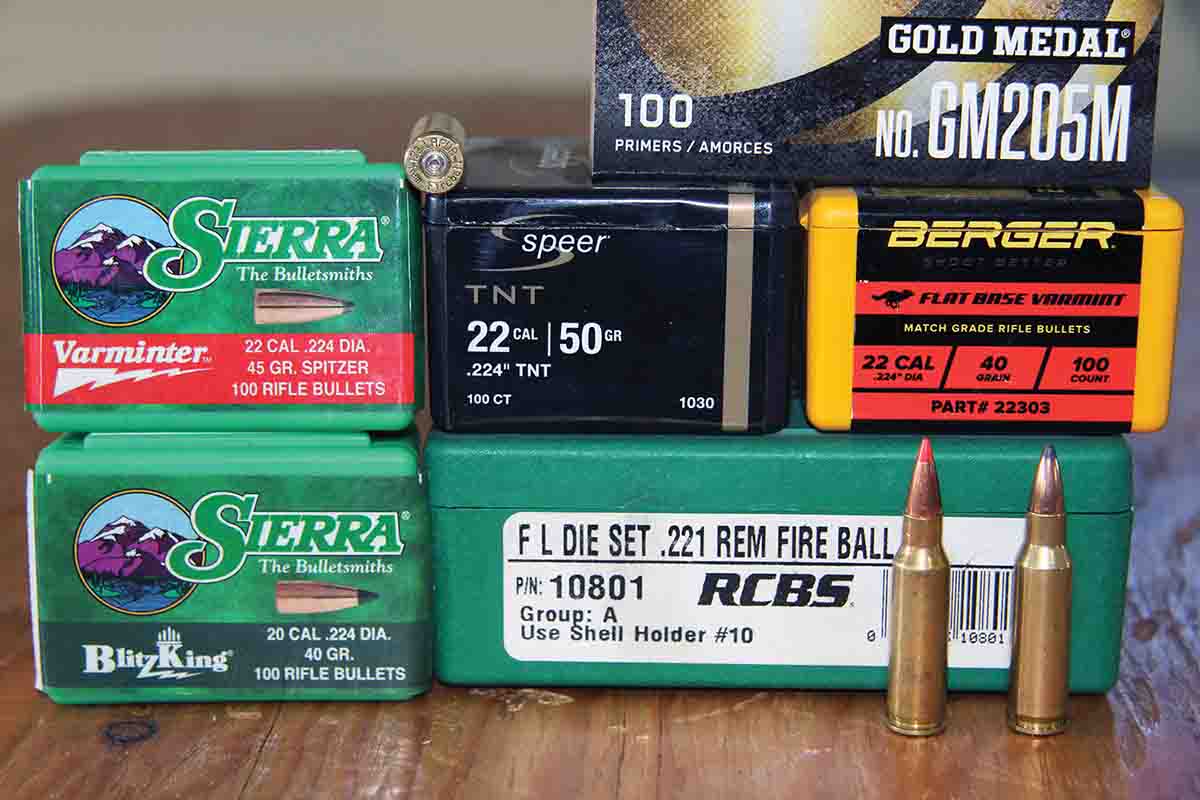 GOLD MEDAL®
100
PRIMERS / AMORCES
NO. GM205M
SIERRA®
The Bulletsmiths
Varminter™
22 CAL .224 DIA.
45 GR. SPITZER
100 RIFLE BULLETS
speer
TNT
22 CAL | 50 GR
.224" TNT
100 CT
1030
BERGER
SHOOT BETTER
FLAT BASE VARMINT
MATCH GRADE RIFLE BULLETS
22 CAL
.224" DIA
40
GRAIN
100
COUNT
PART# 22303
SIERRA®
The Bulletsmiths
BlitzKing®
20 CAL .224 DIA.
40 GR.
100 RIFLE BULLETS
F L DIE SET .221 REM FIRE BALL
P/N: 10801
RCBS
Group: A
Use Shell Holder #10
0
10801